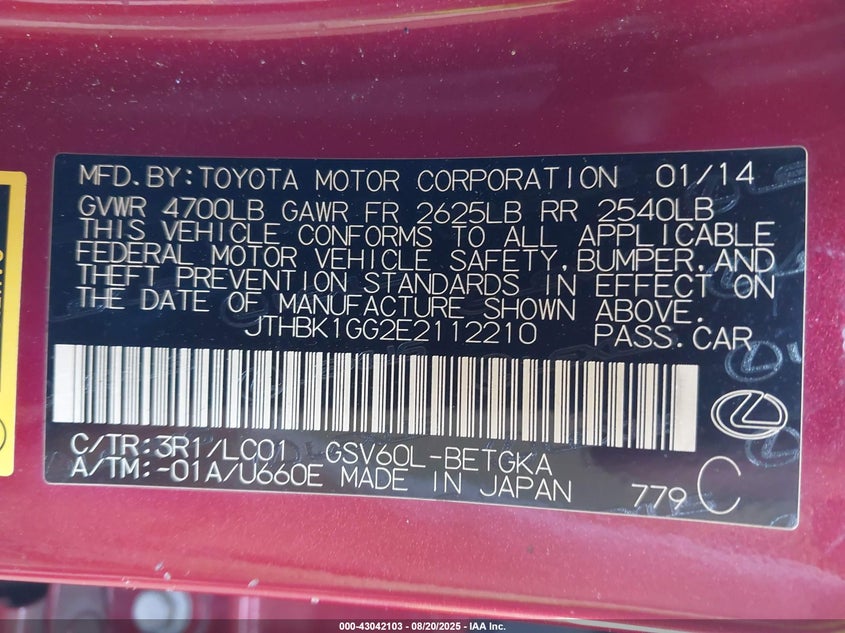 MFD.BY:TOYOTA MOTOR CORPORATION 01/14
GVWR 4700LB GAWR FR 2625LB RR 2540LB
THIS VEHICLE CONFORMS TO ALL APPLICABLE
FEDERAL MOTOR VEHICLE SAFETY,BUMPER,AND
THEFT PREVENTION STANDARDS IN EFFECT ON
THE DATE OF MANUFACTURE SHOWN ABOVE.
JTHBK1GG2E2112210 PASS.CAR
C/TR:3R1/LC01 GSV60L-BETGKA
A/TM:-01A/U660E MADE IN JAPAN 779 C
000-43042103 - 08/20/2025 - IAA Inc.